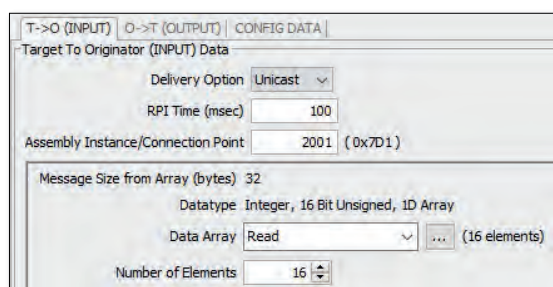 T->O (INPUT) O->T (OUTPUT) CONFIG DATA
Target To Originator (INPUT) Data
Delivery Option Unicast
RPI Time (msec) 100
Assembly Instance/Connection Point 2001 (0x7D1)
Message Size from Array (bytes) 32
Datatype Integer, 16 Bit Unsigned, 1D Array
Data Array Read ... (16 elements)
Number of Elements 16